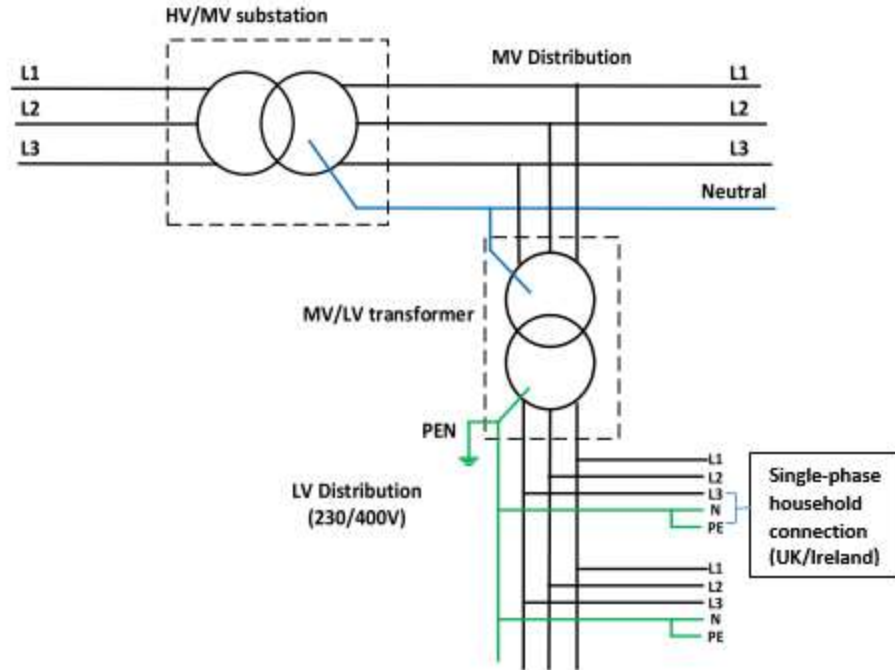 HV/MV substation
MV Distribution
L1
L1
L2
L2
L3
L3
Neutral
MV/LV transformer
PEN
LV Distribution
(230/400V)
L1
L2
L3
N
PE
Single-phase
household
connection
(UK/Ireland)
L1
L2
L3
N
PE